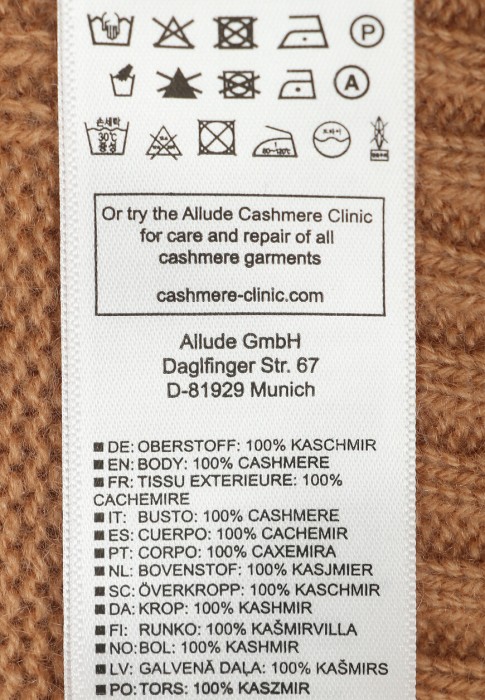 P
A
손세탁
30℃
중성
1
80~120℃
드라이
Or try the Allude Cashmere Clinic
for care and repair of all
cashmere garments
cashmere-clinic.com
Allude GmbH
Daglfinger Str. 67
D-81929 Munich
DE: OBERSTOFF: 100% KASCHMIR
EN: BODY: 100% CASHMERE
FR: TISSU EXTERIEURE: 100%
CACHEMIRE
IT: BUSTO: 100% CASHMERE
ES: CUERPO: 100% CACHEMIR
PT: CORPO: 100% CAXEMIRA
NL: BOVENSTOF: 100% KASJMIER
SC: ÖVERKROPP: 100% KASCHMIR
DA: KROP: 100% KASHMIR
FI: RUNKO: 100% KAŠMIRVILLA
NO: BOL: 100% KASHMIR
LV: GALVENĀ DAĻA: 100% KAŠMIRS
PO: TORS: 100% KASZMIR